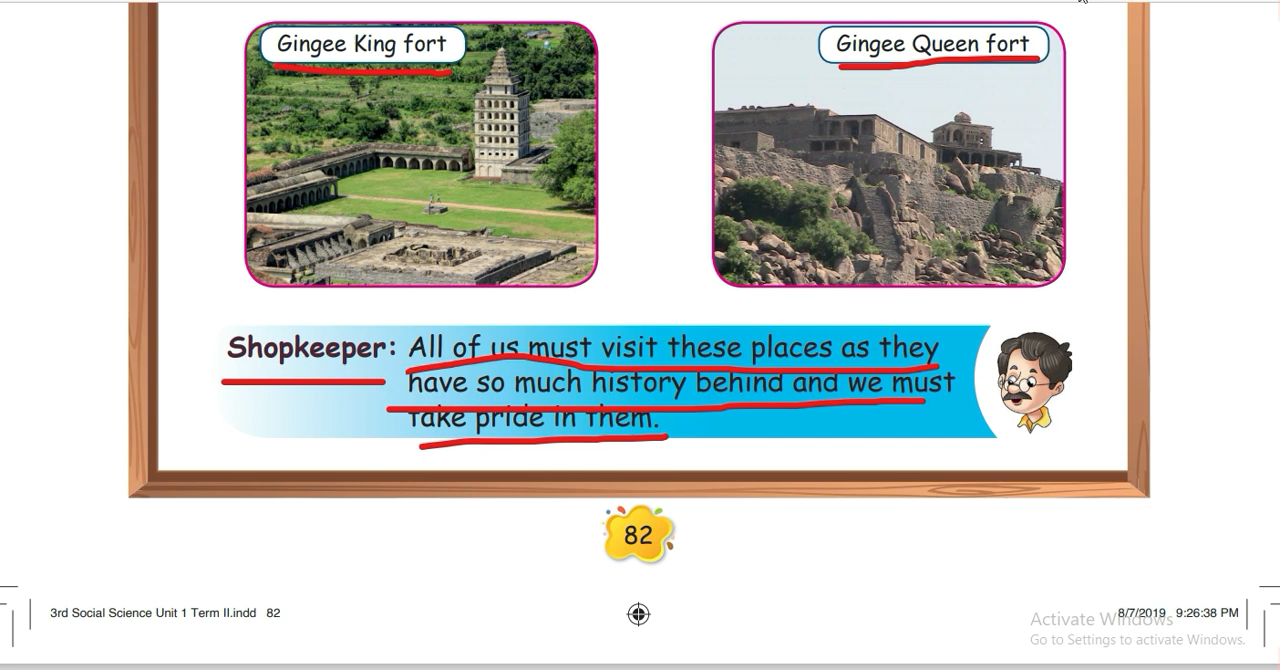 Gingee King fort
Gingee Queen fort
Shopkeeper: All of us must visit these places as they
have so much history behind and we must
take pride in them.
82
3rd Social Science Unit 1 Term II.indd 82
8/7/2019 9:26:38 PM
Activate Windows
Go to Settings to activate Windows.